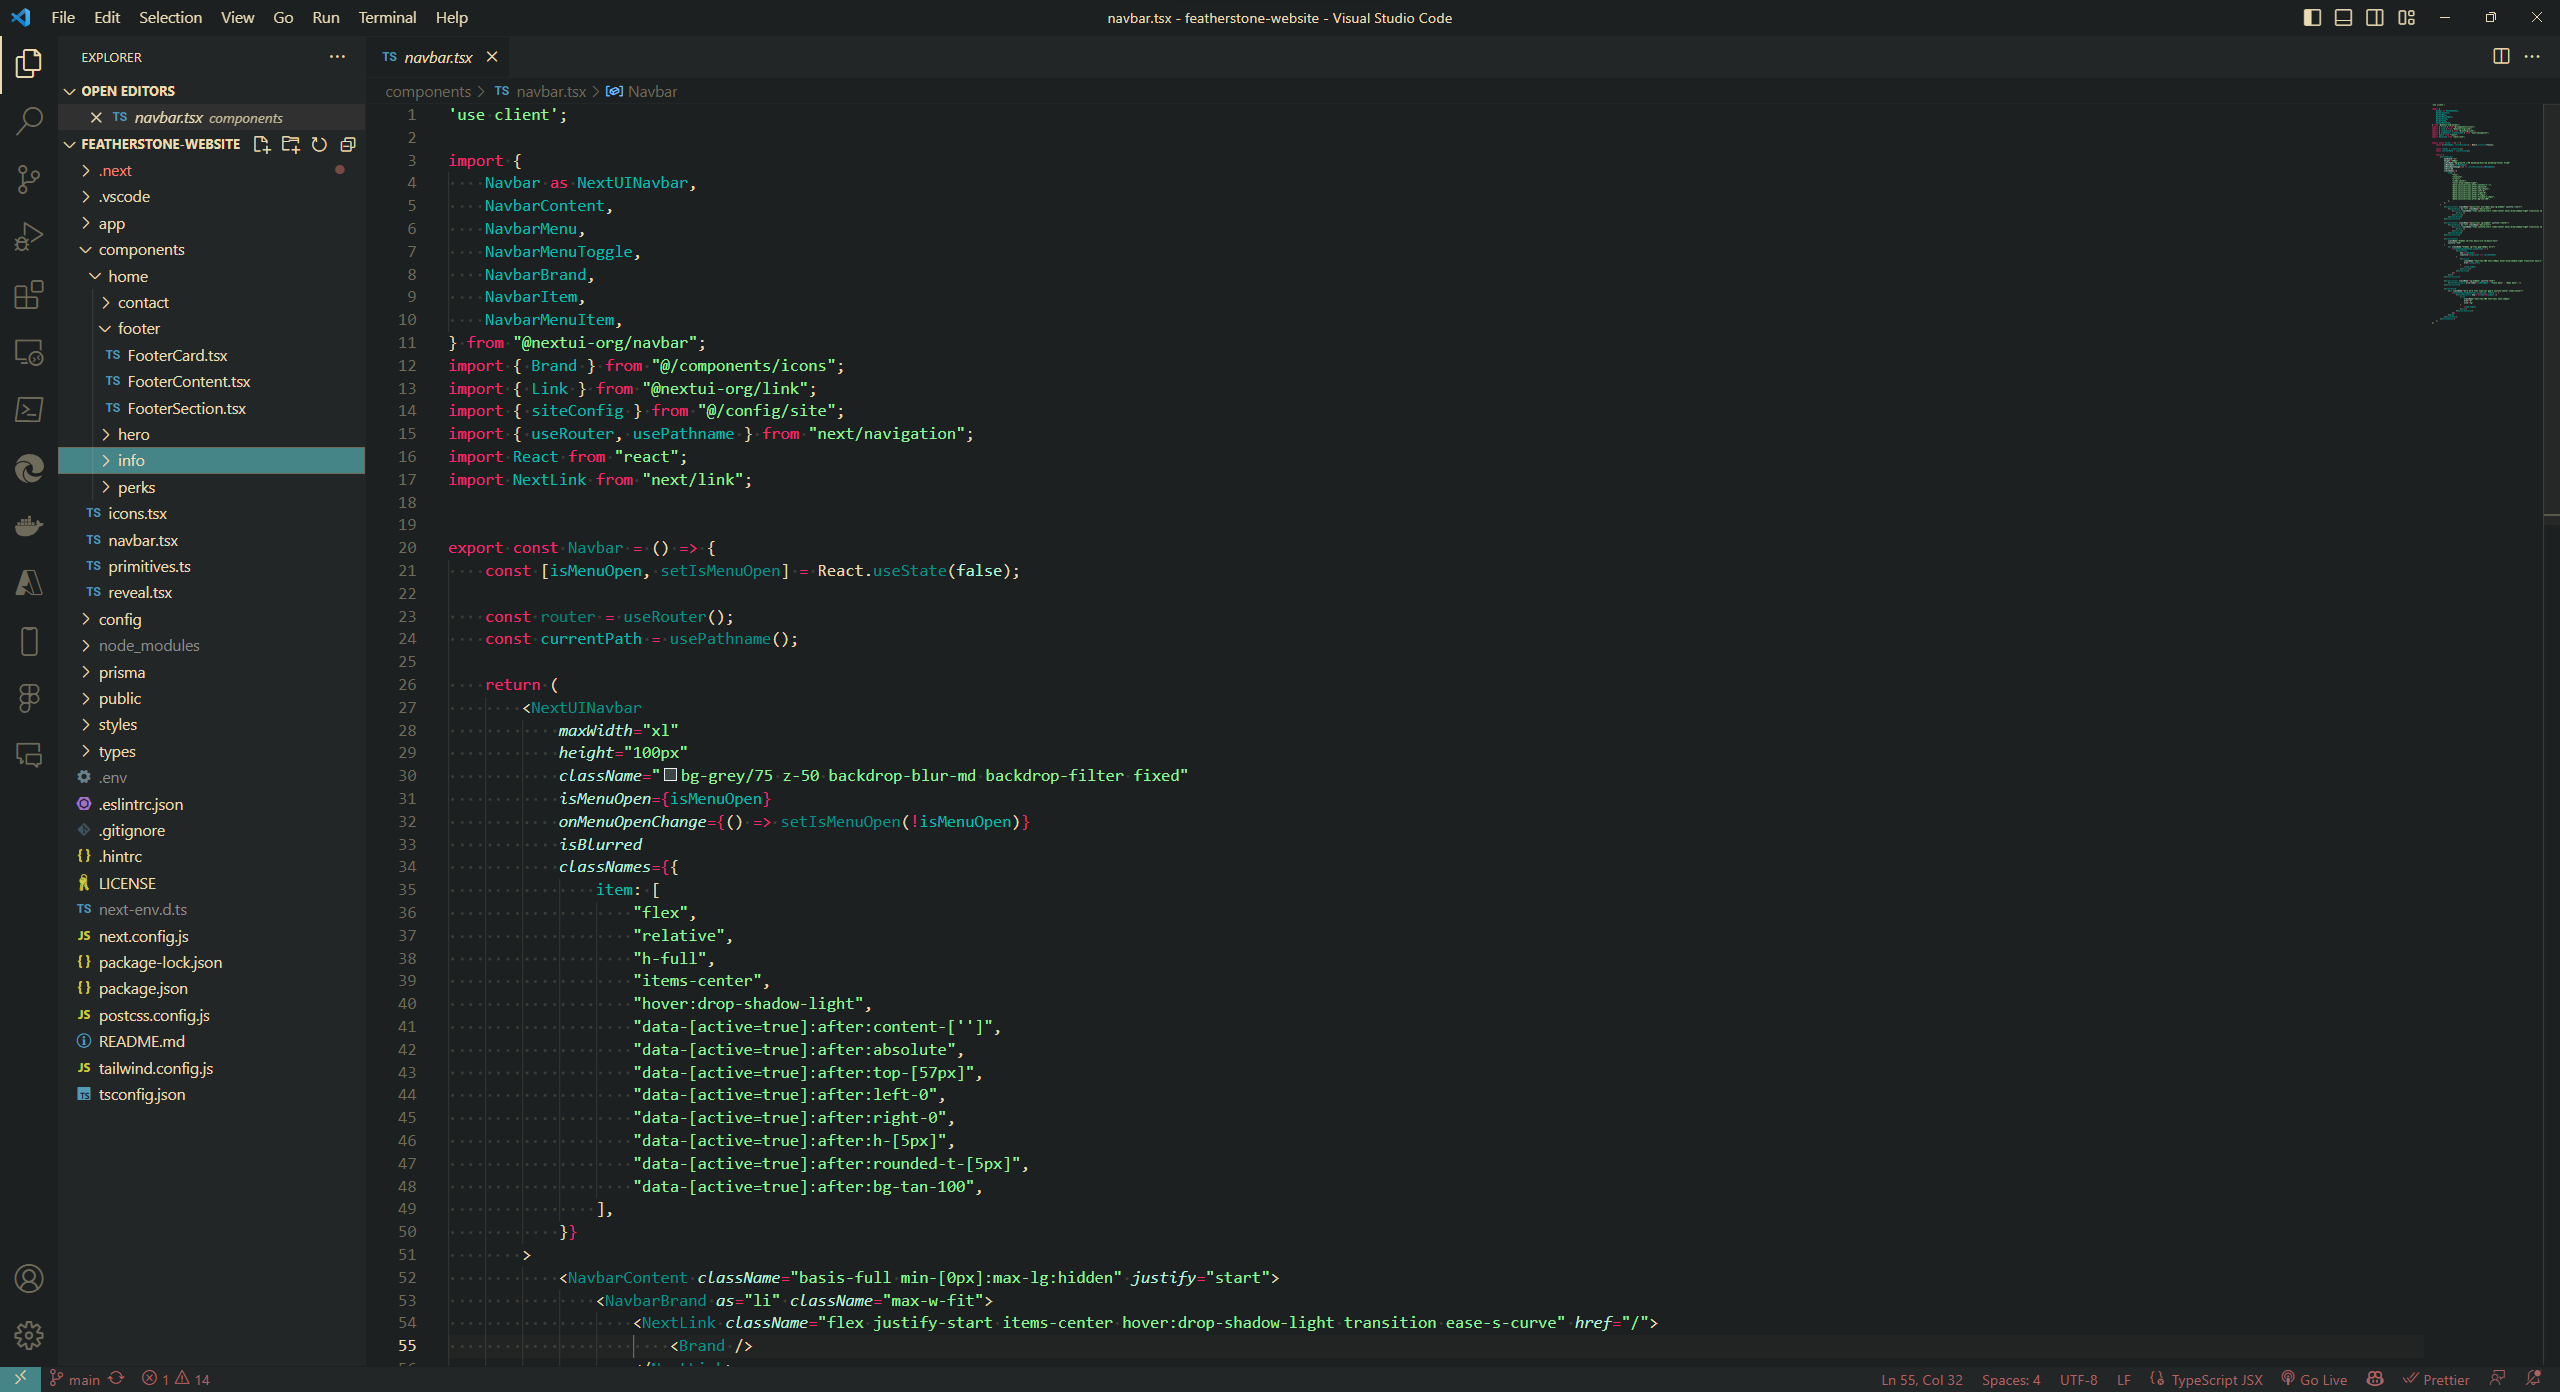 File Edit Selection View Go Run Terminal Help
navbar.tsx - featherstone-website - Visual Studio Code
EXPLORER
OPEN EDITORS
TS navbar.tsx components
FEATHERSTONE-WEBSITE
.next
.vscode
app
components
home
contact
footer
TS FooterCard.tsx
TS FooterContent.tsx
TS FooterSection.tsx
hero
info
perks
TS icons.tsx
TS navbar.tsx
TS primitives.ts
TS reveal.tsx
config
node_modules
prisma
public
styles
types
.env
.eslintrc.json
.gitignore
{} .hintrc
LICENSE
TS next-env.d.ts
JS next.config.js
{} package-lock.json
{} package.json
JS postcss.config.js
README.md
JS tailwind.config.js
TS tsconfig.json
TS navbar.tsx
components > TS navbar.tsx > Navbar
1 'use client';
2
3 import {
4 Navbar as NextUINavbar,
5 NavbarContent,
6 NavbarMenu,
7 NavbarMenuToggle,
8 NavbarBrand,
9 NavbarItem,
10 NavbarMenuItem,
11 } from "@nextui-org/navbar";
12 import { Brand } from "@/components/icons";
13 import { Link } from "@nextui-org/link";
14 import { siteConfig } from "@/config/site";
15 import { useRouter, usePathname } from "next/navigation";
16 import React from "react";
17 import NextLink from "next/link";
18
19
20 export const Navbar = () => {
21 const [isMenuOpen, setIsMenuOpen] = React.useState(false);
22
23 const router = useRouter();
24 const currentPath = usePathname();
25
26 return (
27 <NextUINavbar
28 maxWidth="xl"
29 height="100px"
30 className="bg-grey/75 z-50 backdrop-blur-md backdrop-filter fixed"
31 isMenuOpen={isMenuOpen}
32 onMenuOpenChange={() => setIsMenuOpen(!isMenuOpen)}
33 isBlurred
34 classNames={{
35 item: [
36 "flex",
37 "relative",
38 "h-full",
39 "items-center",
40 "hover:drop-shadow-light",
41 "data-[active=true]:after:content-['']",
42 "data-[active=true]:after:absolute",
43 "data-[active=true]:after:top-[57px]",
44 "data-[active=true]:after:left-0",
45 "data-[active=true]:after:right-0",
46 "data-[active=true]:after:h-[5px]",
47 "data-[active=true]:after:rounded-t-[5px]",
48 "data-[active=true]:after:bg-tan-100",
49 ],
50 }}
51 >
52 <NavbarContent className="basis-full min-[0px]:max-lg:hidden" justify="start">
53 <NavbarBrand as="li" className="max-w-fit">
54 <NextLink className="flex justify-start items-center hover:drop-shadow-light transition ease-s-curve" href="/">
55 <Brand />
main 1 14
Ln 55, Col 32 Spaces: 4 UTF-8 LF TypeScript JSX Go Live Prettier